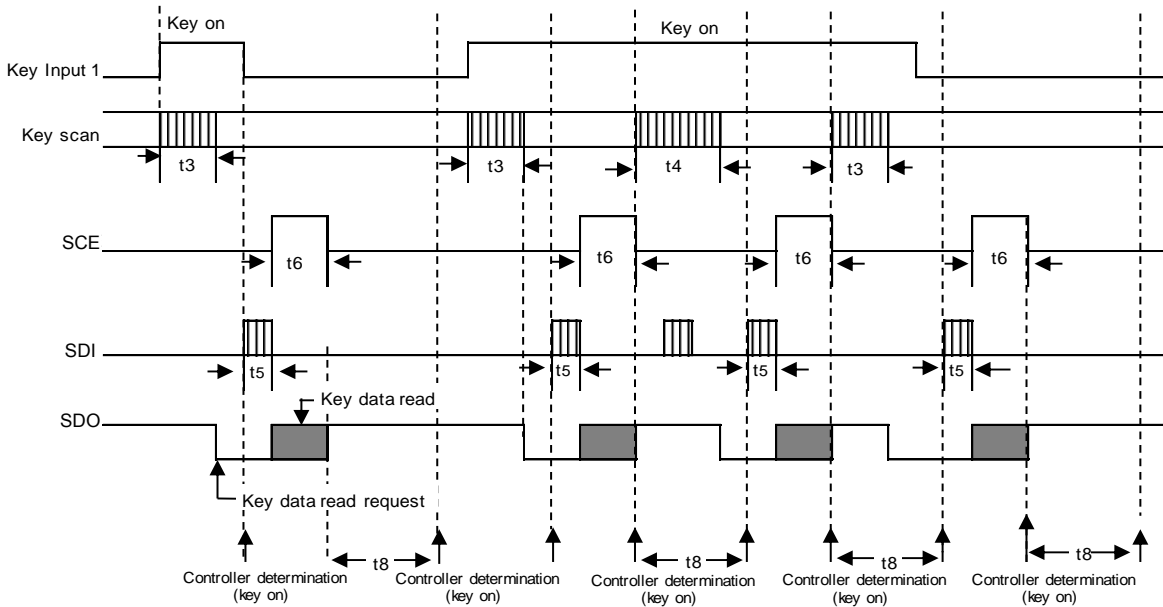 Key on
Key on
Key Input 1
Key scan
t3
t3
t4
t3
SCE
t6
t6
t6
t6
SDI
t5
t5
t5
t5
Key data read
SDO
Key data read request
t8
t8
t8
t8
Controller determination
(key on)
Controller determination
(key on)
Controller determination
(key on)
Controller determination
(key on)
Controller determination
(key on)